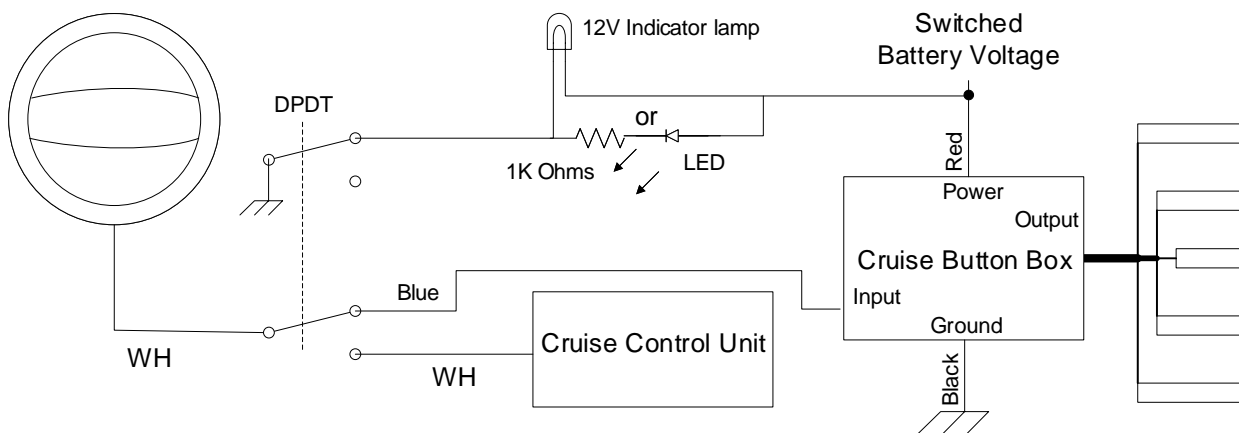 12V Indicator lamp
Switched
Battery Voltage
DPDT
or
1K Ohms
LED
Red
Power
Output
Cruise Button Box
Input
Ground
Black
Blue
Cruise Control Unit
WH
WH